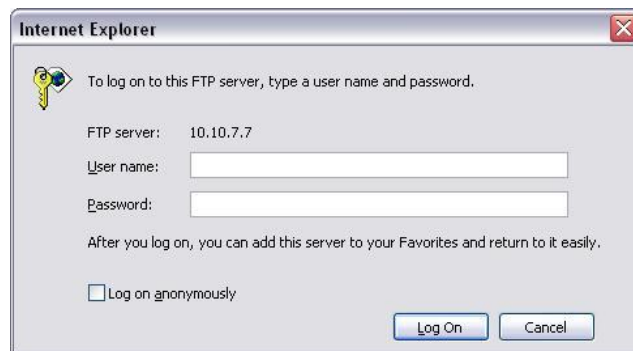 Internet Explorer
To log on to this FTP server, type a user name and password.
FTP server: 10.10.7.7
User name:
Password:
After you log on, you can add this server to your Favorites and return to it easily.
Log on anonymously
Log On Cancel